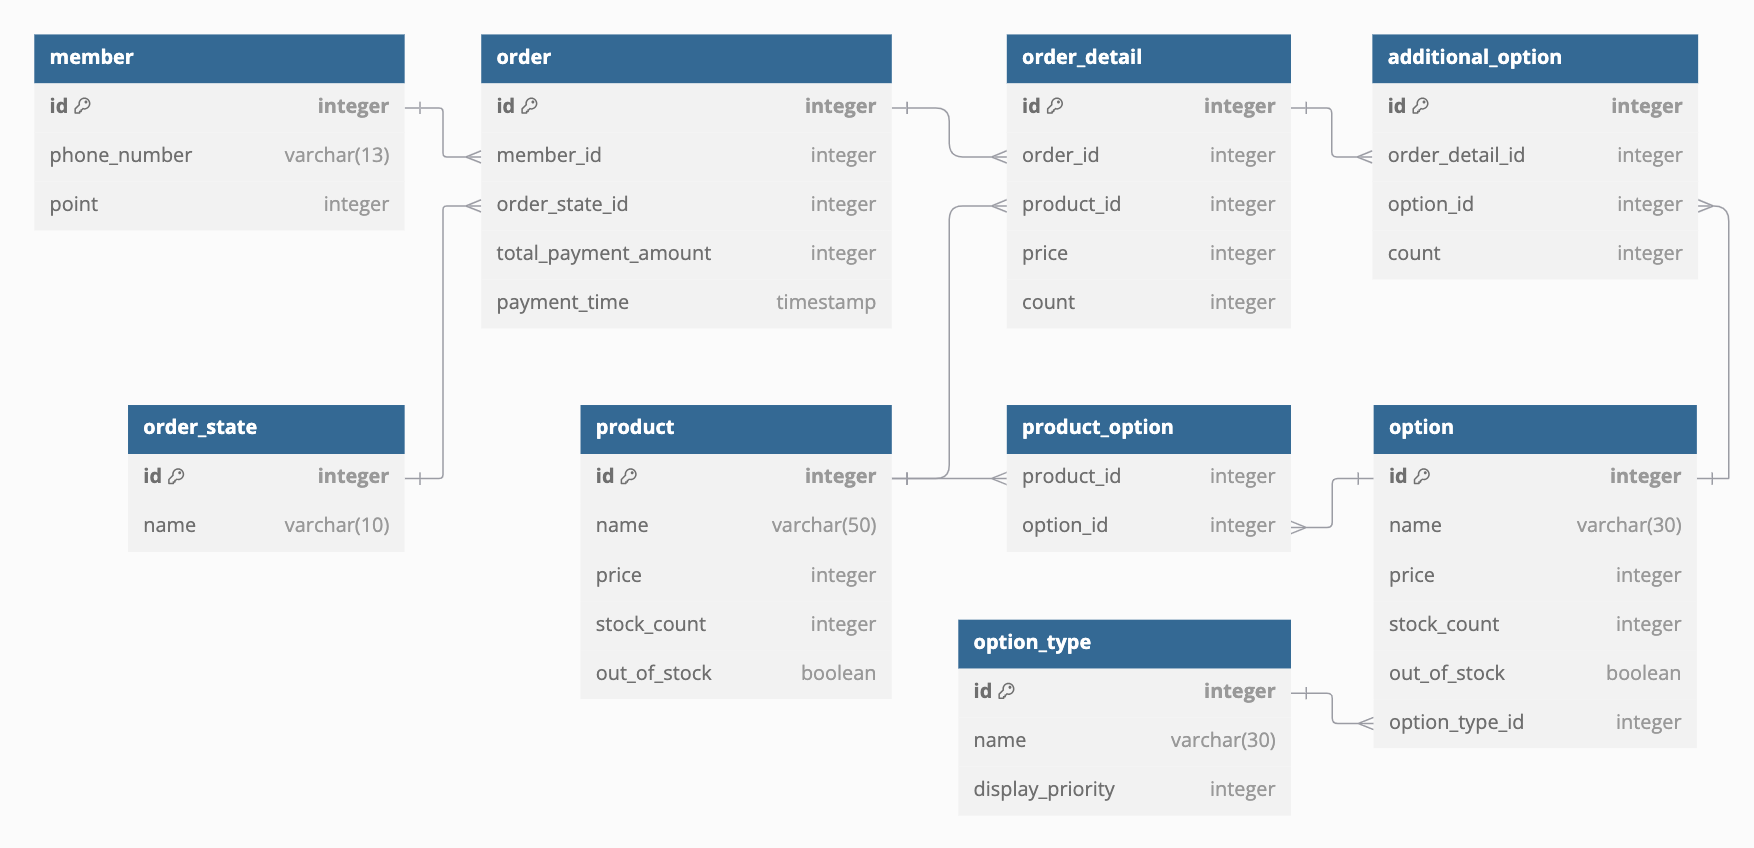 member
id integer
phone_number varchar(13)
point integer
order
id integer
member_id integer
order_state_id integer
total_payment_amount integer
payment_time timestamp
order_detail
id integer
order_id integer
product_id integer
price integer
count integer
additional_option
id integer
order_detail_id integer
option_id integer
count integer
order_state
id integer
name varchar(10)
product
id integer
name varchar(50)
price integer
stock_count integer
out_of_stock boolean
product_option
product_id integer
option_id integer
option
id integer
name varchar(30)
price integer
stock_count integer
out_of_stock boolean
option_type_id integer
option_type
id integer
name varchar(30)
display_priority integer